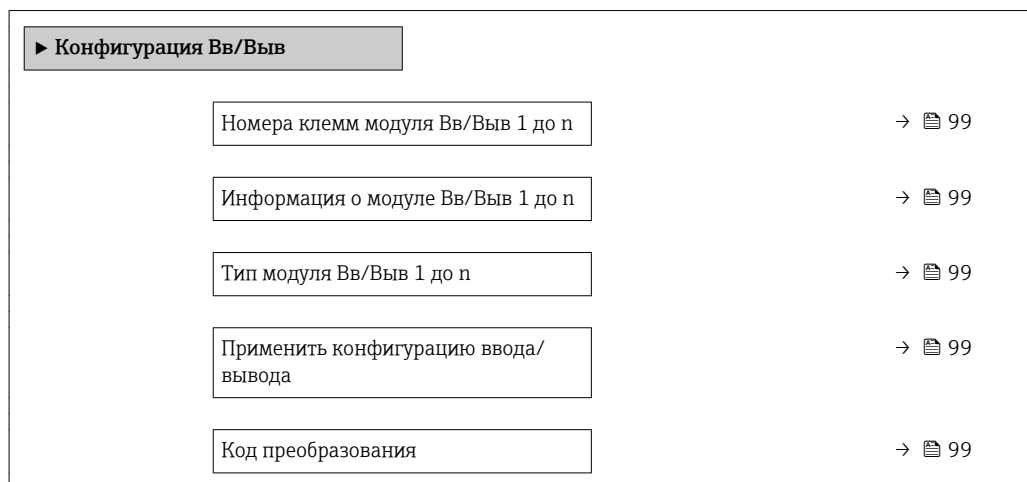 ► Конфигурация Вв/Выв
Номера клемм модуля Вв/Выв 1 до n → 99
Информация о модуле Вв/Выв 1 до n → 99
Тип модуля Вв/Выв 1 до n → 99
Применить конфигурацию ввода/ → 99
вывода
Код преобразования → 99